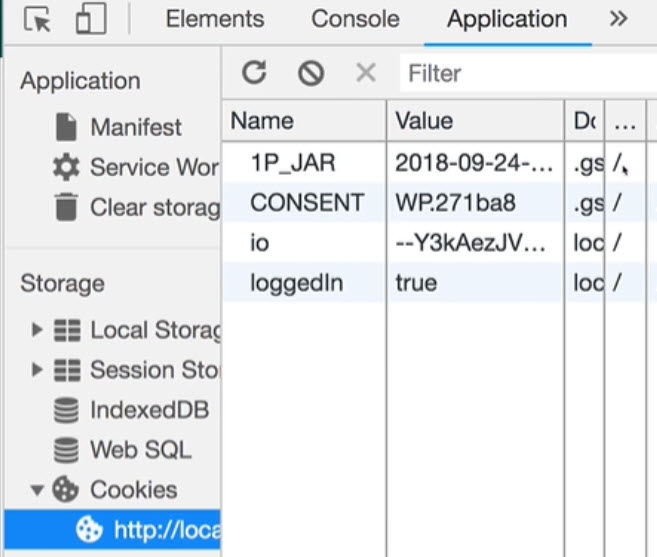 Elements Console Application »
Application
Manifest
Service Wor
Clear storag
Storage
Local Storag
Session Sto
IndexedDB
Web SQL
Cookies
http://loca
Filter
Name Value Do ...
1P_JAR 2018-09-24-... .gs /
CONSENT WP.271ba8 .gs /
io --Y3kAezJV... loc /
loggedIn true loc /